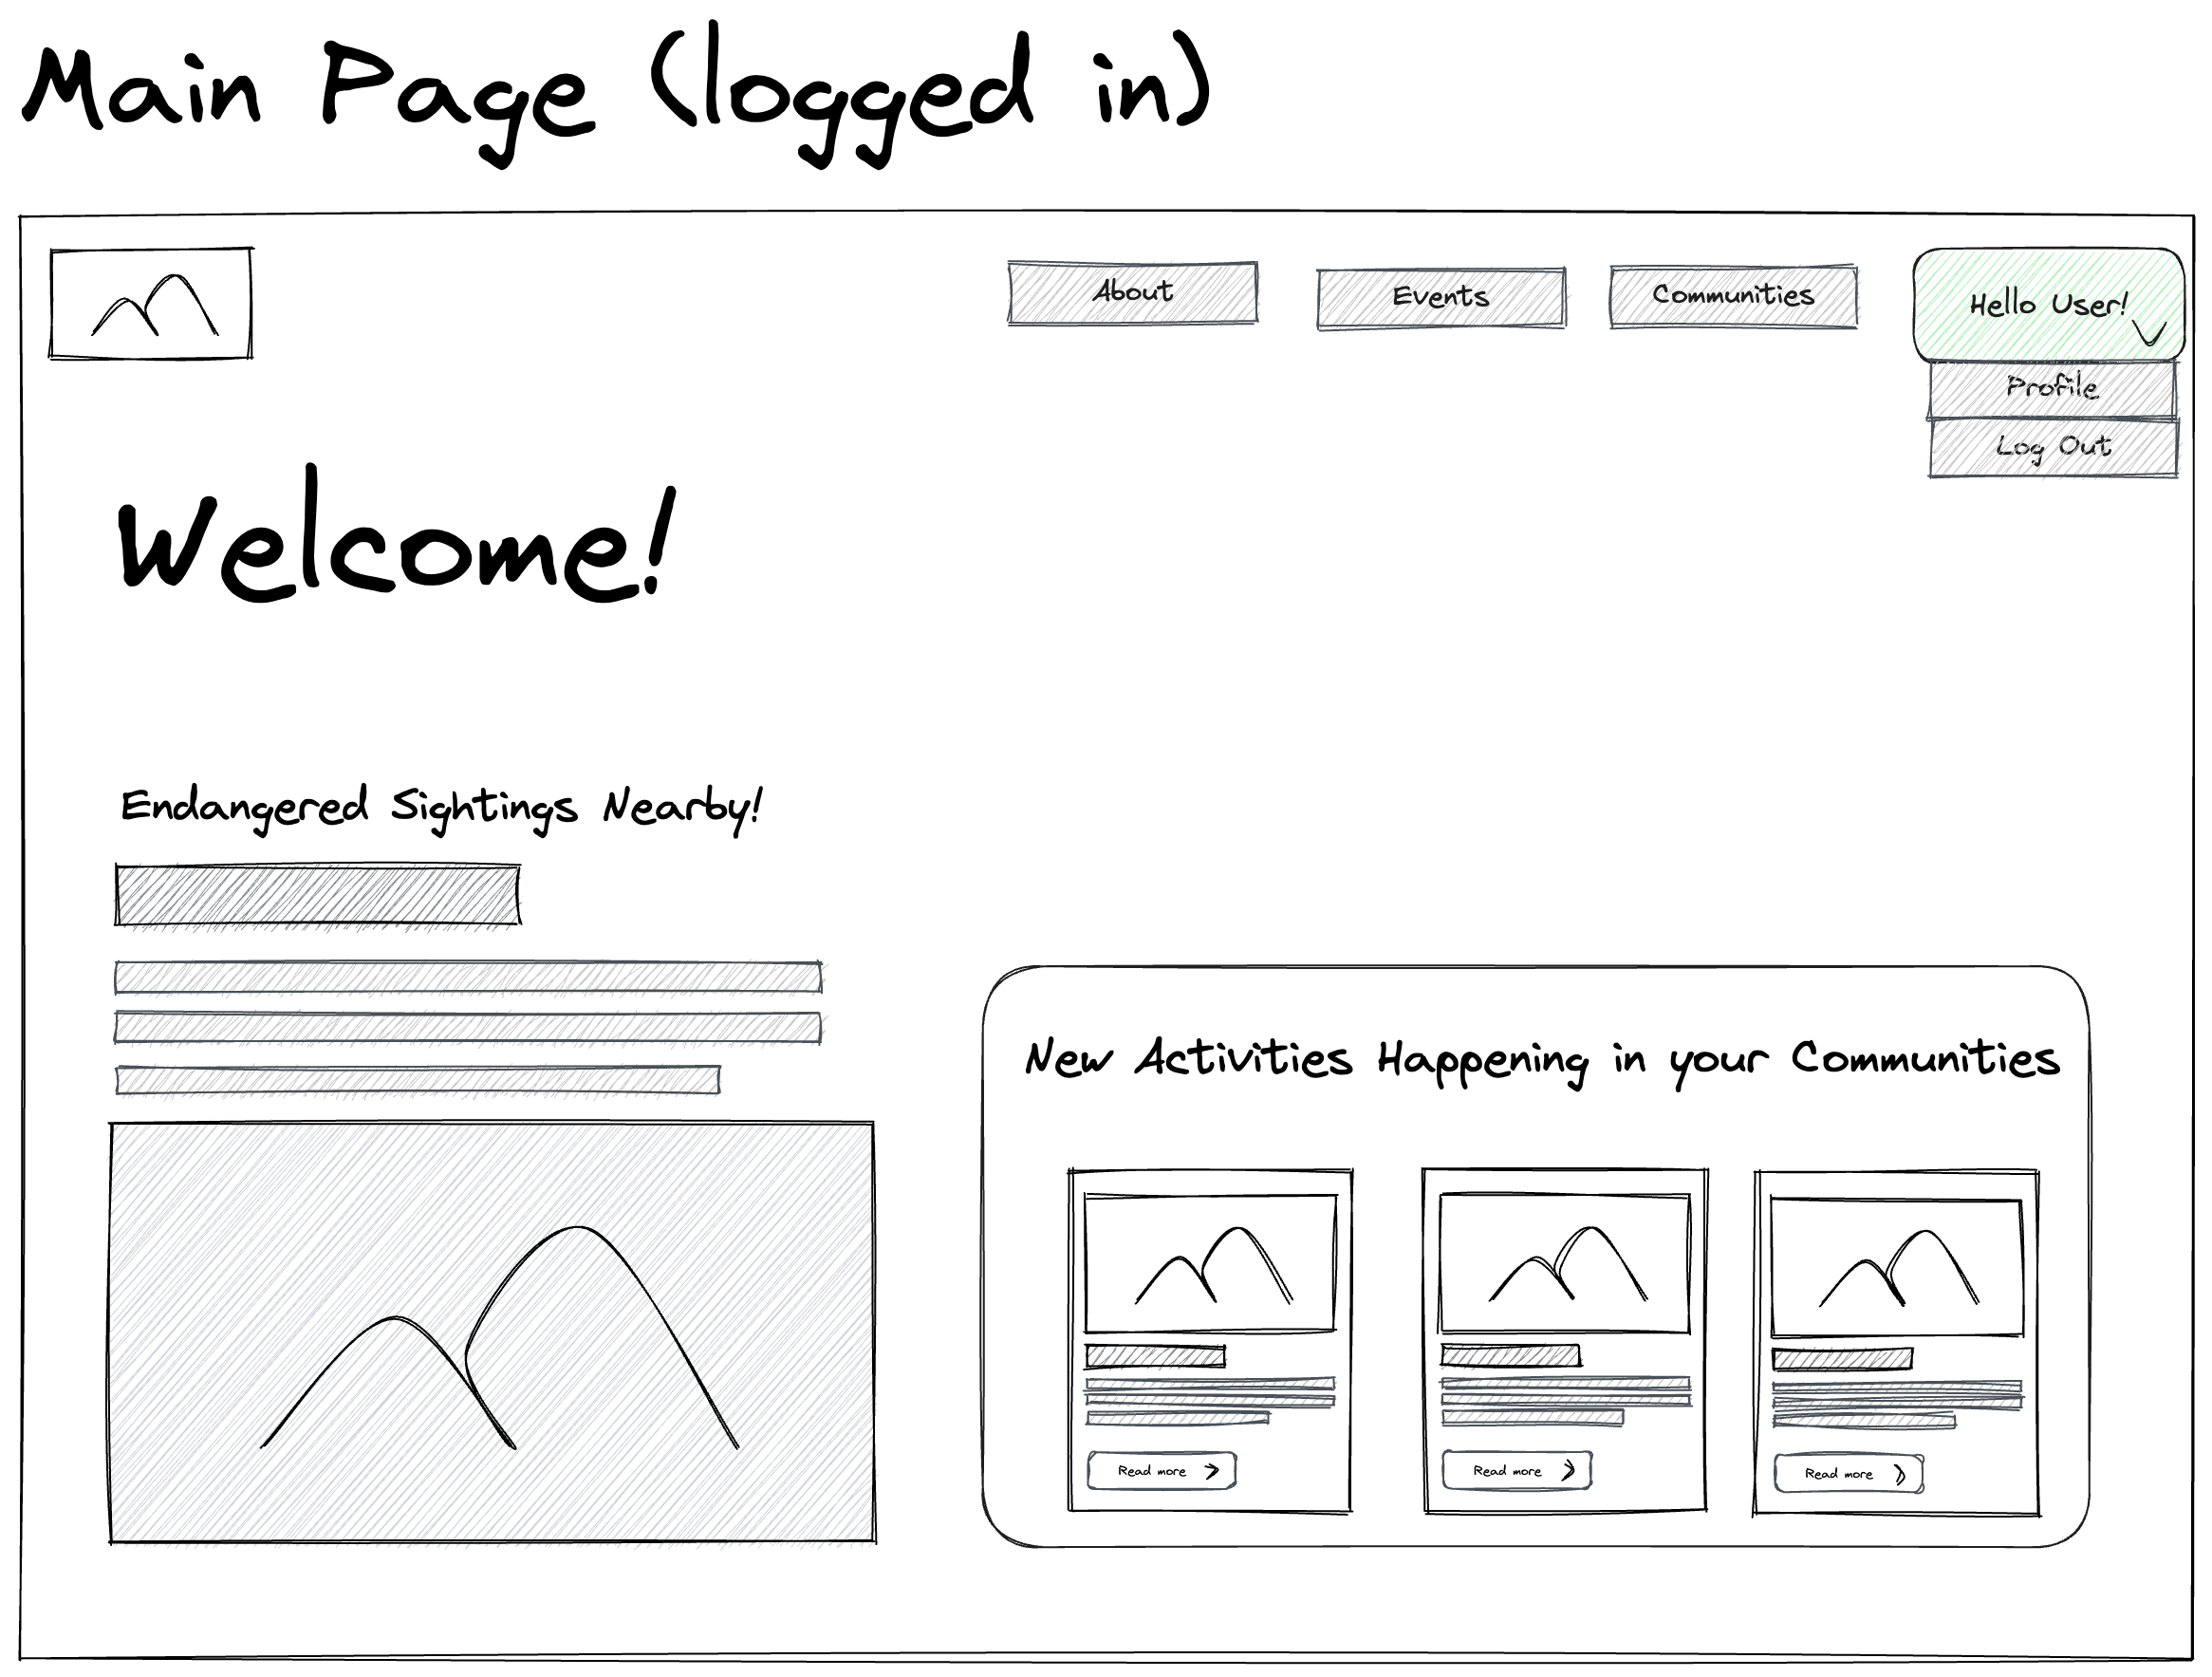 Main Page (logged in)
About
Events
Communities
Hello User!
Profile
Log Out
Welcome!
Endangered Sightings Nearby!
New Activities Happening in your Communities
Read more
Read more
Read more